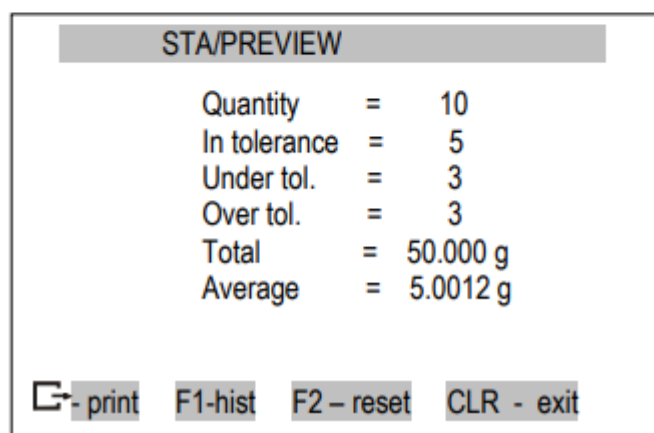 STA/PREVIEW
Quantity = 10
In tolerance = 5
Under tol. = 3
Over tol. = 3
Total = 50.000 g
Average = 5.0012 g
- print F1-hist F2 – reset CLR - exit